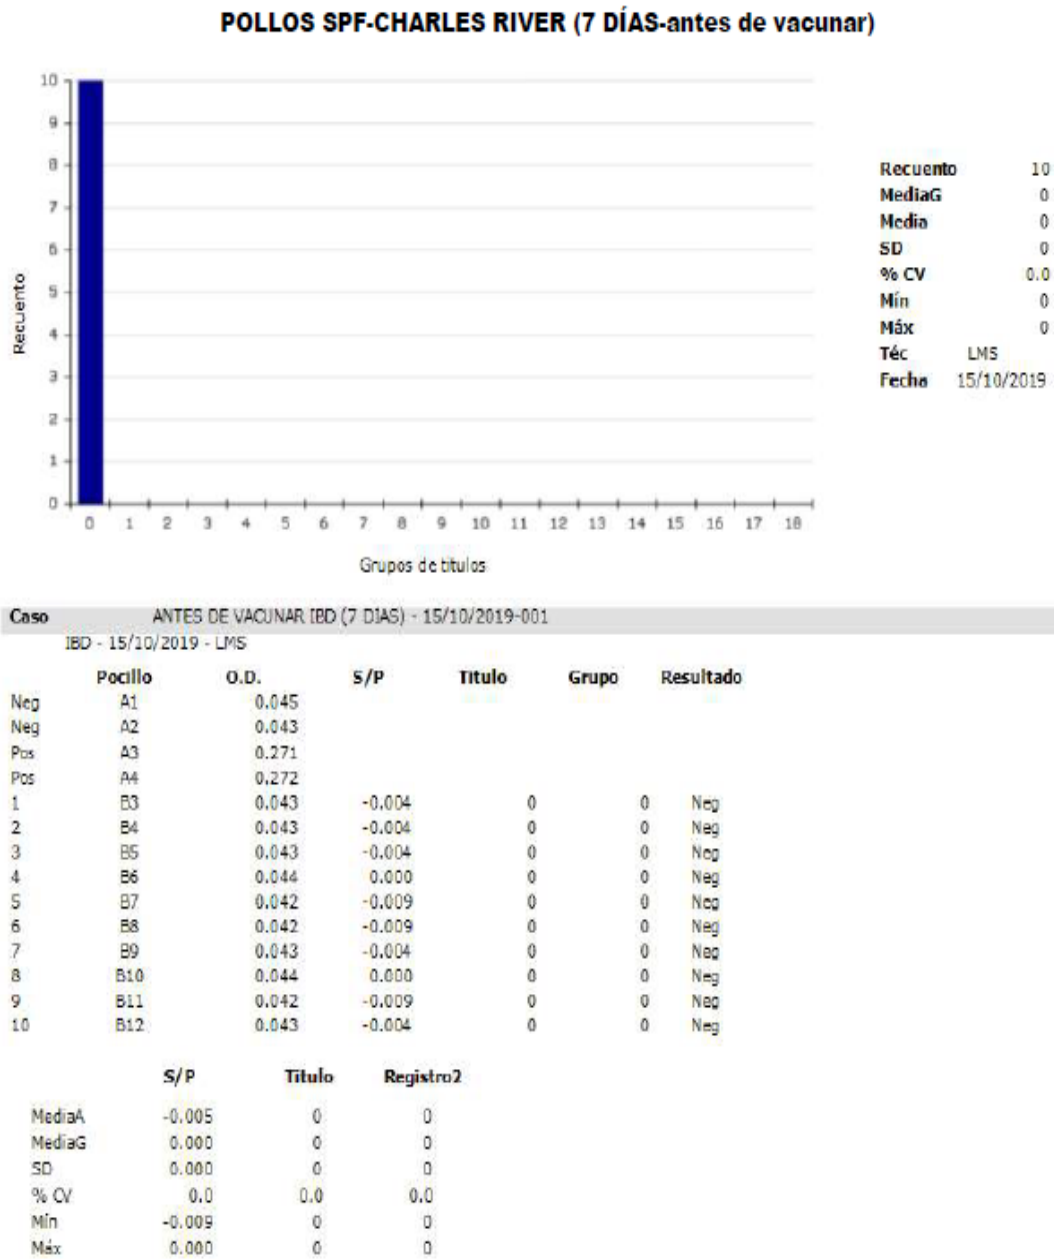 POLLOS SPF-CHARLES RIVER (7 DÍAS-antes de vacunar)
10
9
8
7
6
5
4
3
2
1
0
Recuento
0 1 2 3 4 5 6 7 8 9 10 11 12 13 14 15 16 17 18
Grupos de títulos
Recuento 10
MediaG 0
Media 0
SD 0
% CV 0.0
Mín 0
Máx 0
Téc LMS
Fecha 15/10/2019
Caso ANTES DE VACUNAR IBD (7 DIAS) - 15/10/2019-001
IBD - 15/10/2019 - LMS
Pocillo O.D. S/P Titulo Grupo Resultado
Neg A1 0.045
Neg A2 0.043
Pos A3 0.271
Pos A4 0.272
1 B3 0.043 -0.004 0 0 Neg
2 B4 0.043 -0.004 0 0 Neg
3 B5 0.043 -0.004 0 0 Neg
4 B6 0.044 0.000 0 0 Neg
5 B7 0.042 -0.009 0 0 Neg
6 B8 0.042 -0.009 0 0 Neg
7 B9 0.043 -0.004 0 0 Neg
8 B10 0.044 0.000 0 0 Neg
9 B11 0.042 -0.009 0 0 Neg
10 B12 0.043 -0.004 0 0 Neg
S/P Titulo Registro2
MediaA -0.005 0 0
MediaG 0.000 0 0
SD 0.000 0 0
% CV 0.0 0.0 0.0
Mín -0.009 0 0
Máx 0.000 0 0